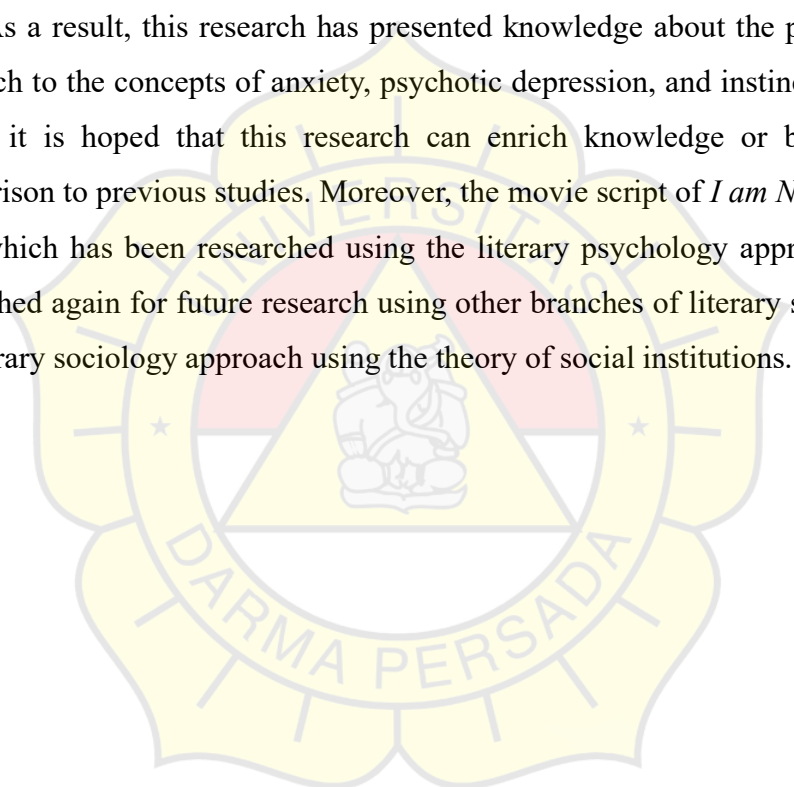 As a result, this research has presented knowledge about the p
ch to the concepts of anxiety, psychotic depression, and instinc
it is hoped that this research can enrich knowledge or b
rison to previous studies. Moreover, the movie script of I am N
which has been researched using the literary psychology appr
hed again for future research using other branches of literary s
rary sociology approach using the theory of social institutions.
UNIVERSITAS
DARMA PERSADA